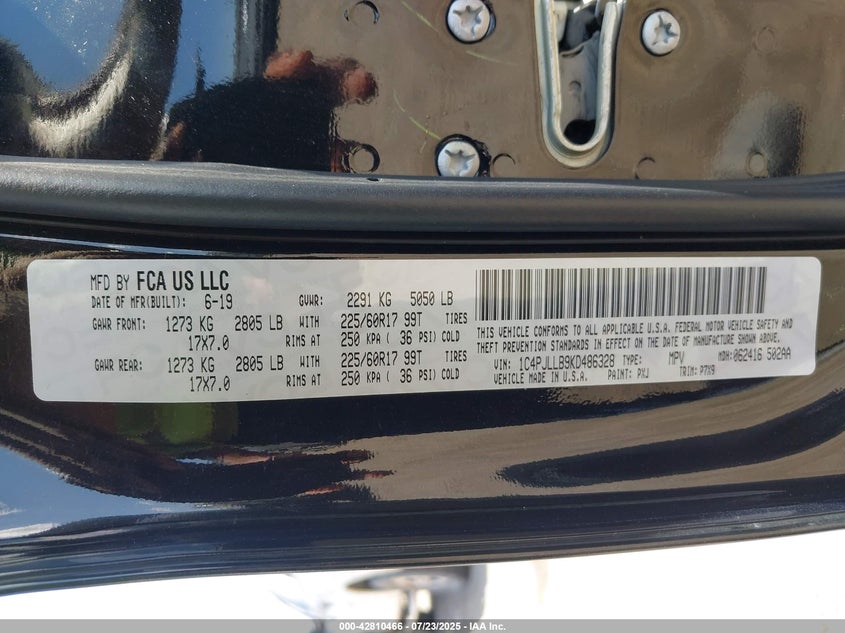 MFD BY FCA US LLC
DATE OF MFR(BUILT): 6-19 GVWR: 2291 KG 5050 LB
GAWR FRONT: 1273 KG 2805 LB WITH 225/60R17 99T TIRES
17X7.0 RIMS AT 250 KPA ( 36 PSI) COLD
GAWR REAR: 1273 KG 2805 LB WITH 225/60R17 99T TIRES
17X7.0 RIMS AT 250 KPA ( 36 PSI) COLD
THIS VEHICLE CONFORMS TO ALL APPLICABLE U.S.A. FEDERAL MOTOR VEHICLE SAFETY, BUMPER, AND
THEFT PREVENTION STANDARDS IN EFFECT ON THE DATE OF MANUFACTURE SHOWN ABOVE.
VIN: 1C4PJLLB9KD486328 TYPE: MPV MDH: 062416 502AA
VEHICLE MADE IN U.S.A. PAINT: PXJ TRIM: P7X9
000-42810466 | 07/23/2025 | IAA Inc.